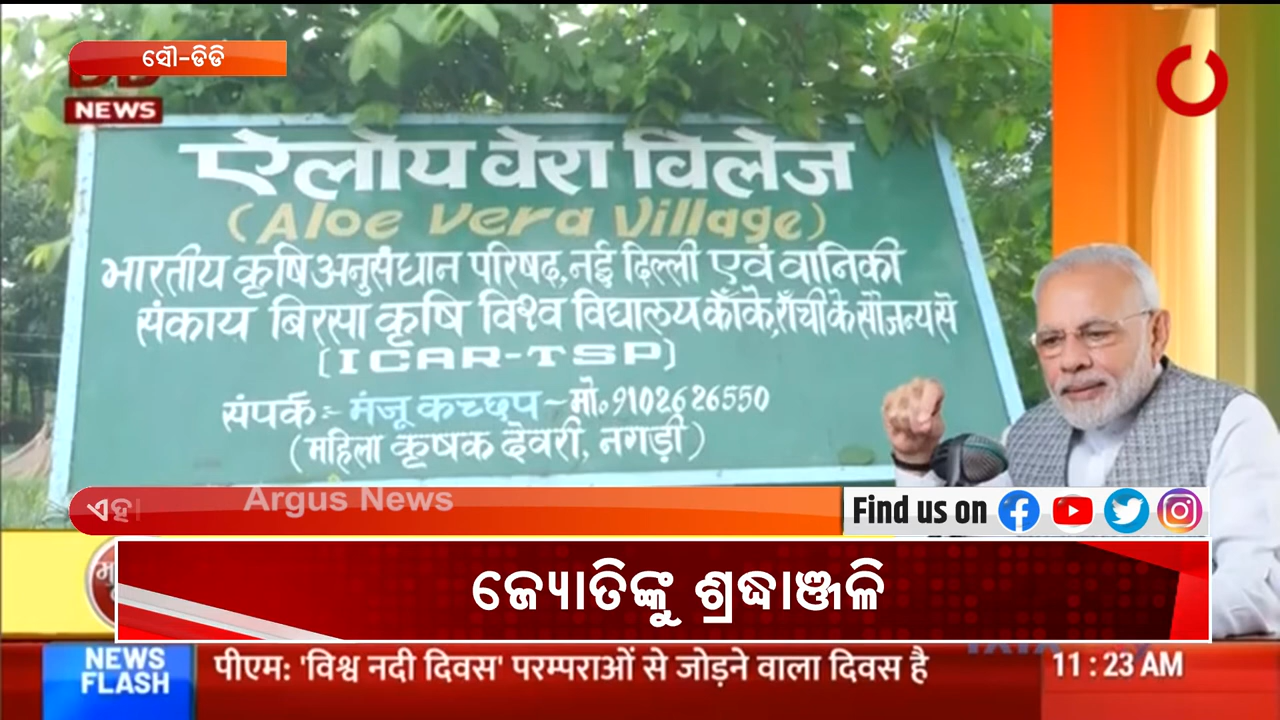 ସୌ-ଡିଡି
NEWS
ऐलोय वेरा विलेज
(Aloe Vera Village)
भारतीय कृषि अनुसंधान परिषद, नई दिल्ली एवं वानिकी
संकाय बिरसा कृषि विश्व विद्यालय काँके, राँची के सौजन्य से
(ICAR-TSP)
संपर्क :- मंजू कच्छप - मो० 9102626550
(महिला कृषक देवरी, नगड़ी)
ଏହା
Argus News
Find us on
ଜ୍ୟୋତିଙ୍କୁ ଶ୍ରଦ୍ଧାଞ୍ଜଳି
NEWS FLASH
पीएम: 'विश्व नदी दिवस' परम्पराओं से जोड़ने वाला दिवस है
11:23 AM